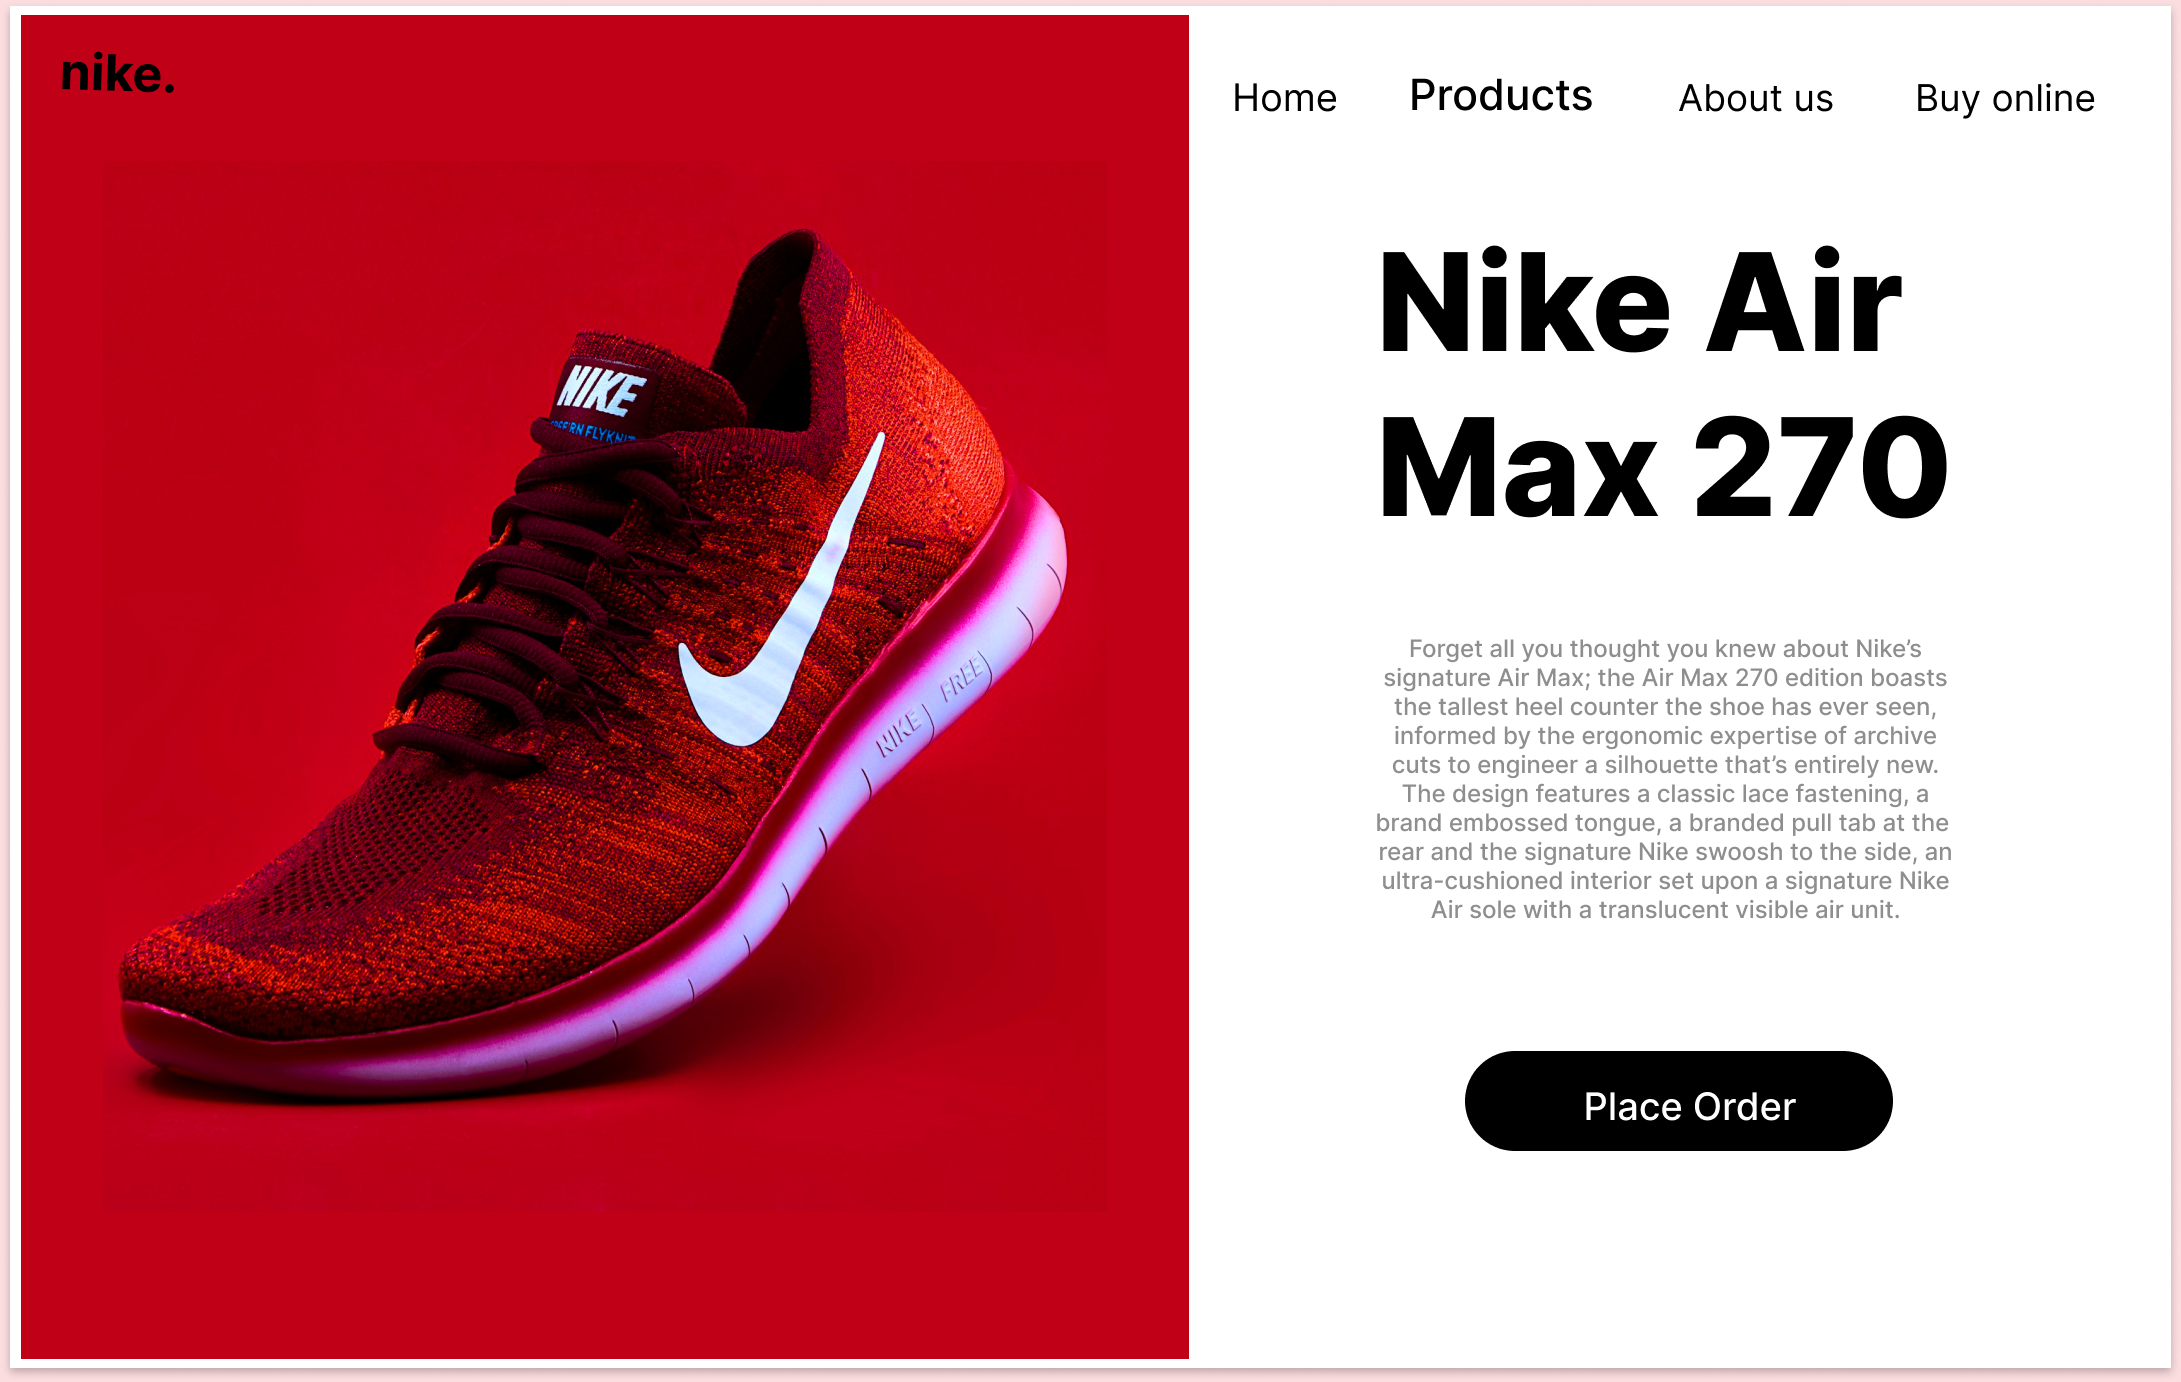 nike.
Home Products About us Buy online
Nike Air
Max 270
NIKE
Forget all you thought you knew about Nike’s
signature Air Max; the Air Max 270 edition boasts
the tallest heel counter the shoe has ever seen,
informed by the ergonomic expertise of archive
cuts to engineer a silhouette that’s entirely new.
The design features a classic lace fastening, a
brand embossed tongue, a branded pull tab at the
rear and the signature Nike swoosh to the side, an
ultra-cushioned interior set upon a signature Nike
Air sole with a translucent visible air unit.
NIKE FREE
Place Order